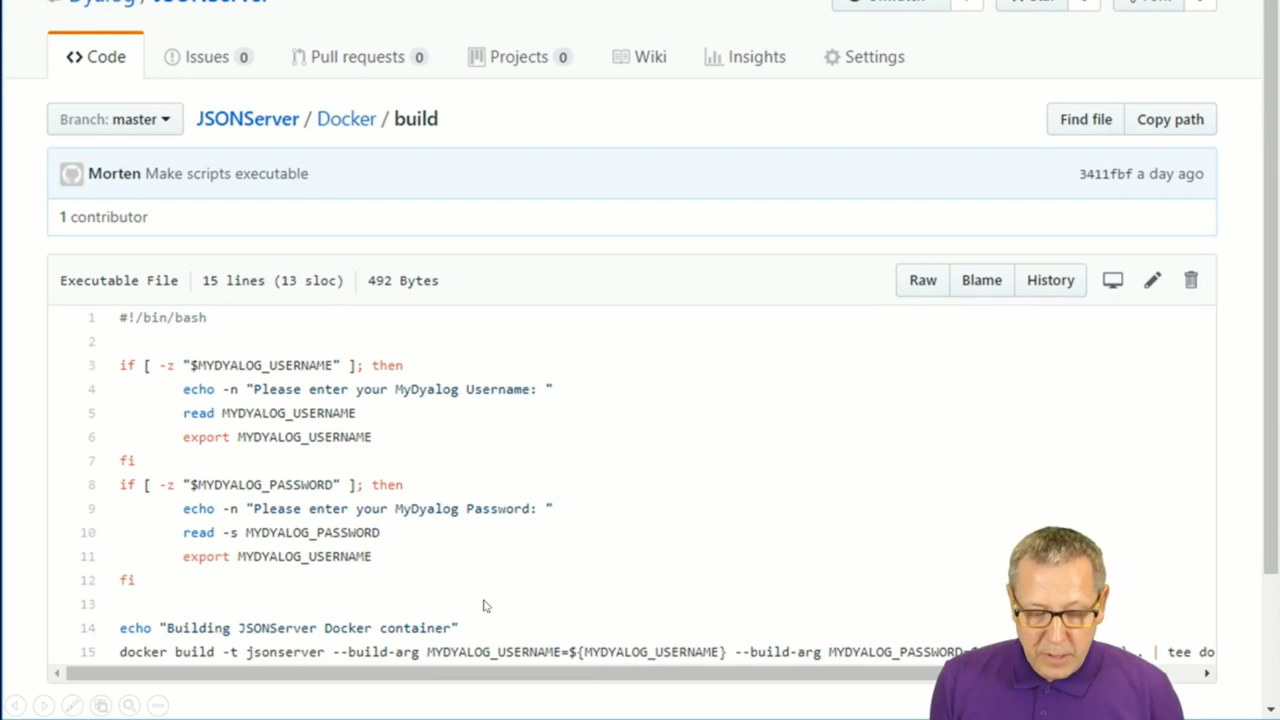 Dyalog / JSONServer
Code
Issues 0
Pull requests 0
Projects 0
Wiki
Insights
Settings
Branch: master
JSONServer / Docker / build
Find file
Copy path
Morten Make scripts executable
3411fbf a day ago
1 contributor
Executable File
15 lines (13 sloc)
492 Bytes
Raw
Blame
History
1 #!/bin/bash
2
3 if [ -z "$MYDYALOG_USERNAME" ]; then
4 echo -n "Please enter your MyDyalog Username: "
5 read MYDYALOG_USERNAME
6 export MYDYALOG_USERNAME
7 fi
8 if [ -z "$MYDYALOG_PASSWORD" ]; then
9 echo -n "Please enter your MyDyalog Password: "
10 read -s MYDYALOG_PASSWORD
11 export MYDYALOG_USERNAME
12 fi
13
14 echo "Building JSONServer Docker container"
15 docker build -t jsonserver --build-arg MYDYALOG_USERNAME=${MYDYALOG_USERNAME} --build-arg MYDYALOG_PASSWORD= . | tee do